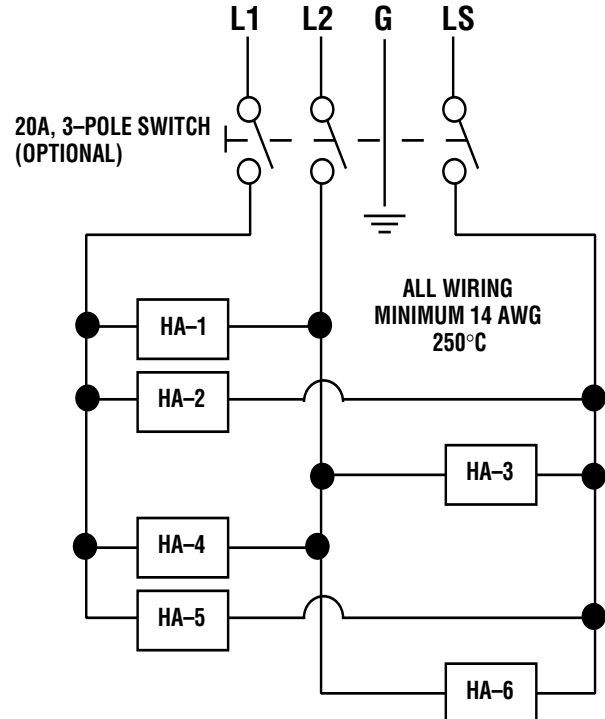 L1 L2 G LS
20A, 3–POLE SWITCH
(OPTIONAL)
ALL WIRING
MINIMUM 14 AWG
250°C
HA–1
HA–2
HA–3
HA–4
HA–5
HA–6